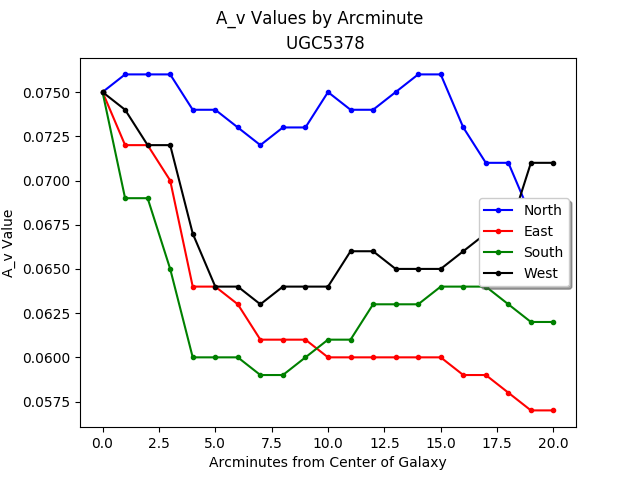 A_v Values by Arcminute
UGC5378
A_v Value
0.0750
0.0725
0.0700
0.0675
0.0650
0.0625
0.0600
0.0575
North
East
South
West
0.0 2.5 5.0 7.5 10.0 12.5 15.0 17.5 20.0
Arcminutes from Center of Galaxy